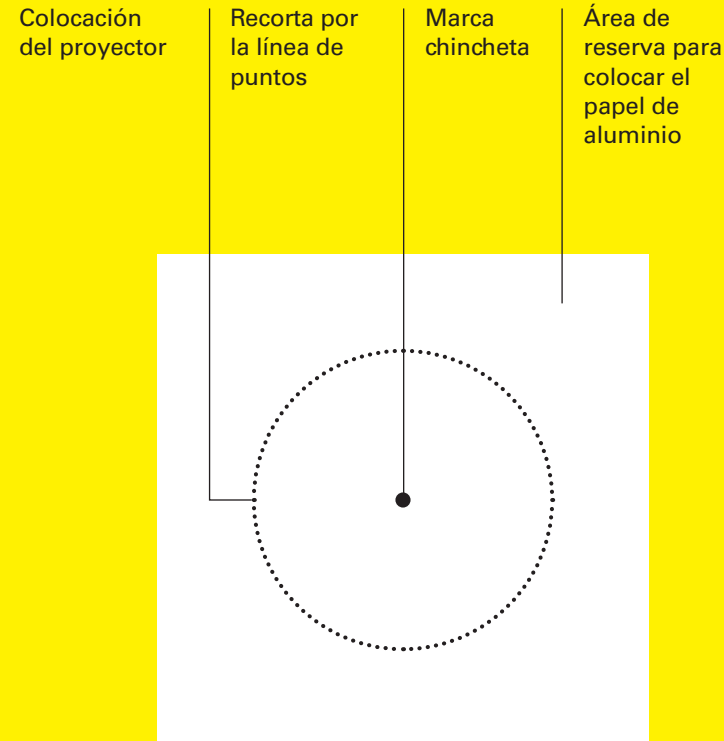 Colocación
del proyector
Recorta por
la línea de
puntos
Marca
chincheta
Área de
reserva para
colocar el
papel de
aluminio